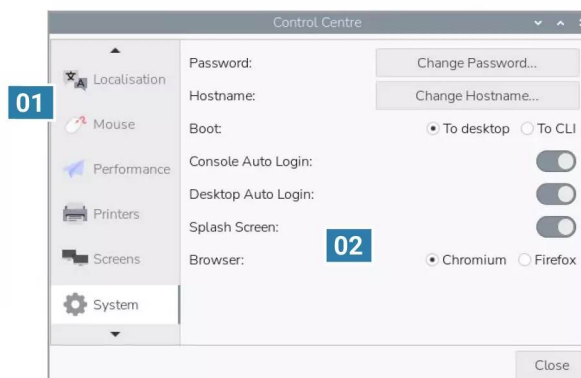 Control Centre
01
Localisation
Mouse
Performance
Printers
Screens
System
Password: Change Password...
Hostname: Change Hostname...
Boot: To desktop To CLI
Console Auto Login:
Desktop Auto Login:
Splash Screen:
02
Browser: Chromium Firefox
Close